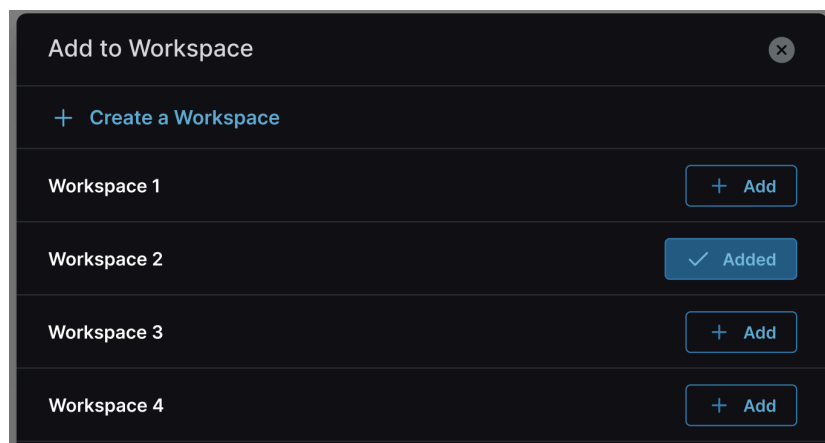 Add to Workspace
+ Create a Workspace
Workspace 1 + Add
Workspace 2 ✓ Added
Workspace 3 + Add
Workspace 4 + Add